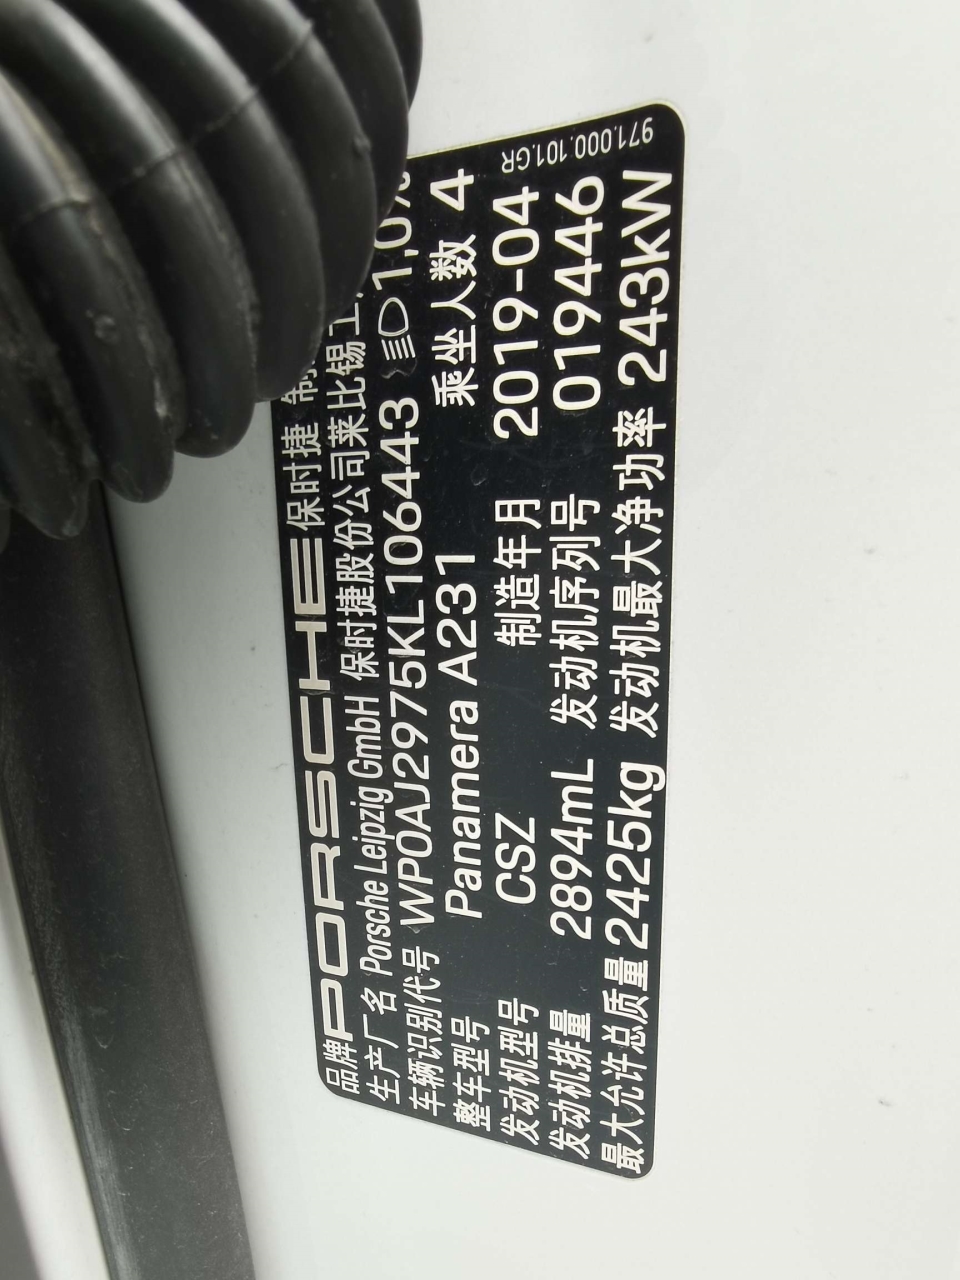 971.000.101.GR
品牌 PORSCHE 保时捷 制
生产厂名 Porsche Leipzig GmbH 保时捷股份公司莱比锡工
车辆识别代号 WP0AJ2975KL106443 1,0%
整车型号 Panamera A231 乘坐人数 4
发动机型号 CSZ 制造年月 2019-04
发动机排量 2894mL 发动机序列号 019446
最大允许总质量 2425kg 发动机最大净功率 243kW